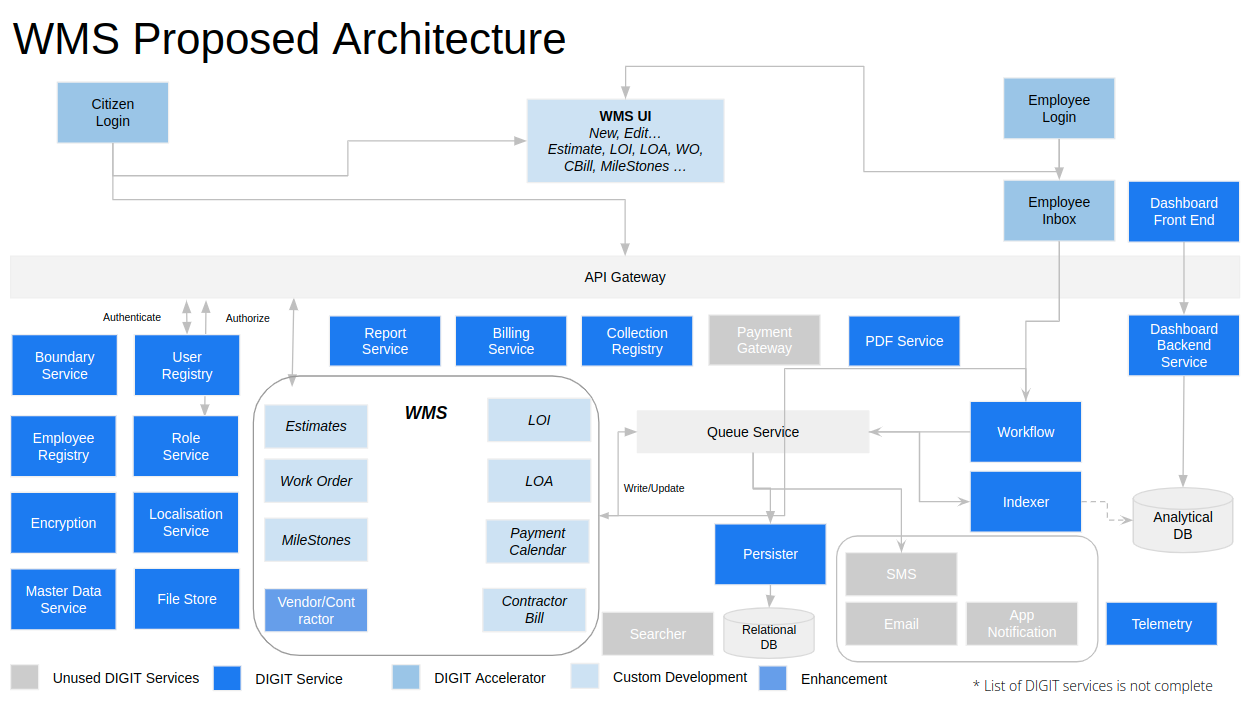 WMS Proposed Architecture
Citizen
Login
WMS UI
New, Edit…
Estimate, LOI, LOA, WO,
CBill, MileStones …
Employee
Login
Employee
Inbox
Dashboard
Front End
API Gateway
Authenticate
Authorize
Report
Service
Billing
Service
Collection
Registry
Payment
Gateway
PDF Service
Dashboard
Backend
Service
Boundary
Service
User
Registry
Employee
Registry
Role
Service
Encryption
Localisation
Service
Master Data
Service
File Store
WMS
Estimates
LOI
Work Order
LOA
MileStones
Payment
Calendar
Vendor/Cont
ractor
Contractor
Bill
Queue Service
Write/Update
Workflow
Indexer
Analytical
DB
Persister
Relational
DB
Searcher
SMS
Email
App
Notification
Telemetry
Unused DIGIT Services
DIGIT Service
DIGIT Accelerator
Custom Development
Enhancement
* List of DIGIT services is not complete